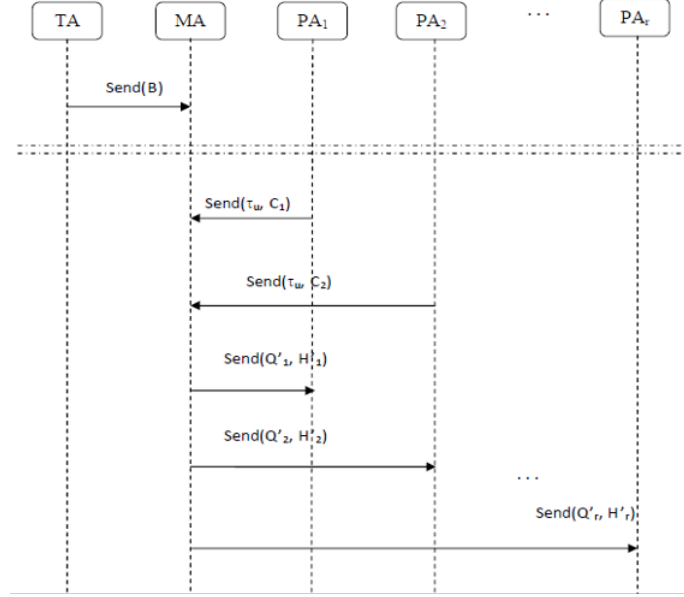 TA MA PA₁ PA₂ ... PAᵣ
Send(B)
Send(τᵤ, C₁)
Send(τᵤ, C₂)
Send(Q'₁, H'₁)
Send(Q'₂, H'₂)
...
Send(Q'ᵣ, H'ᵣ)